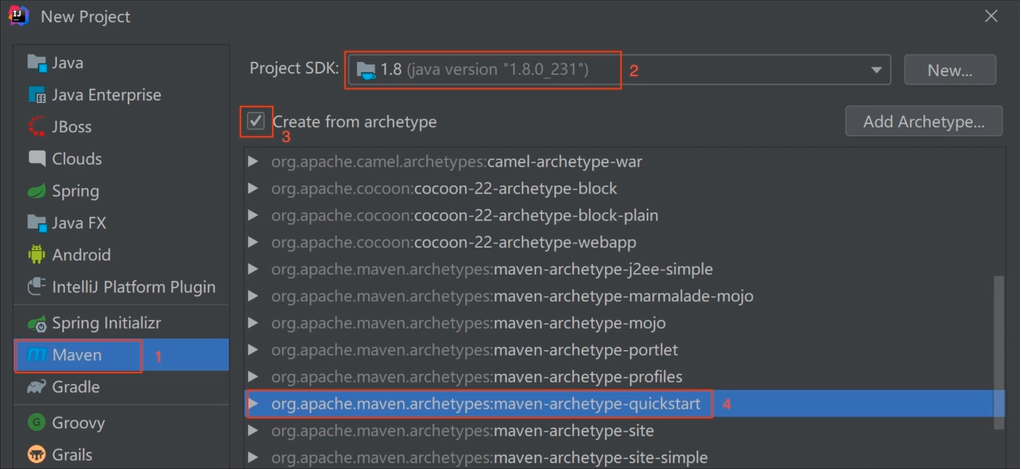 New Project
Java
Java Enterprise
JBoss
Clouds
Spring
Java FX
Android
IntelliJ Platform Plugin
Spring Initializr
Maven 1
Gradle
Groovy
Grails
Project SDK: 1.8 (java version "1.8.0_231") 2 New...
Create from archetype Add Archetype...
3
org.apache.camel.archetypes:camel-archetype-war
org.apache.cocoon:cocoon-22-archetype-block
org.apache.cocoon:cocoon-22-archetype-block-plain
org.apache.cocoon:cocoon-22-archetype-webapp
org.apache.maven.archetypes:maven-archetype-j2ee-simple
org.apache.maven.archetypes:maven-archetype-marmalade-mojo
org.apache.maven.archetypes:maven-archetype-mojo
org.apache.maven.archetypes:maven-archetype-portlet
org.apache.maven.archetypes:maven-archetype-profiles
org.apache.maven.archetypes:maven-archetype-quickstart 4
org.apache.maven.archetypes:maven-archetype-site
org.apache.maven.archetypes:maven-archetype-site-simple